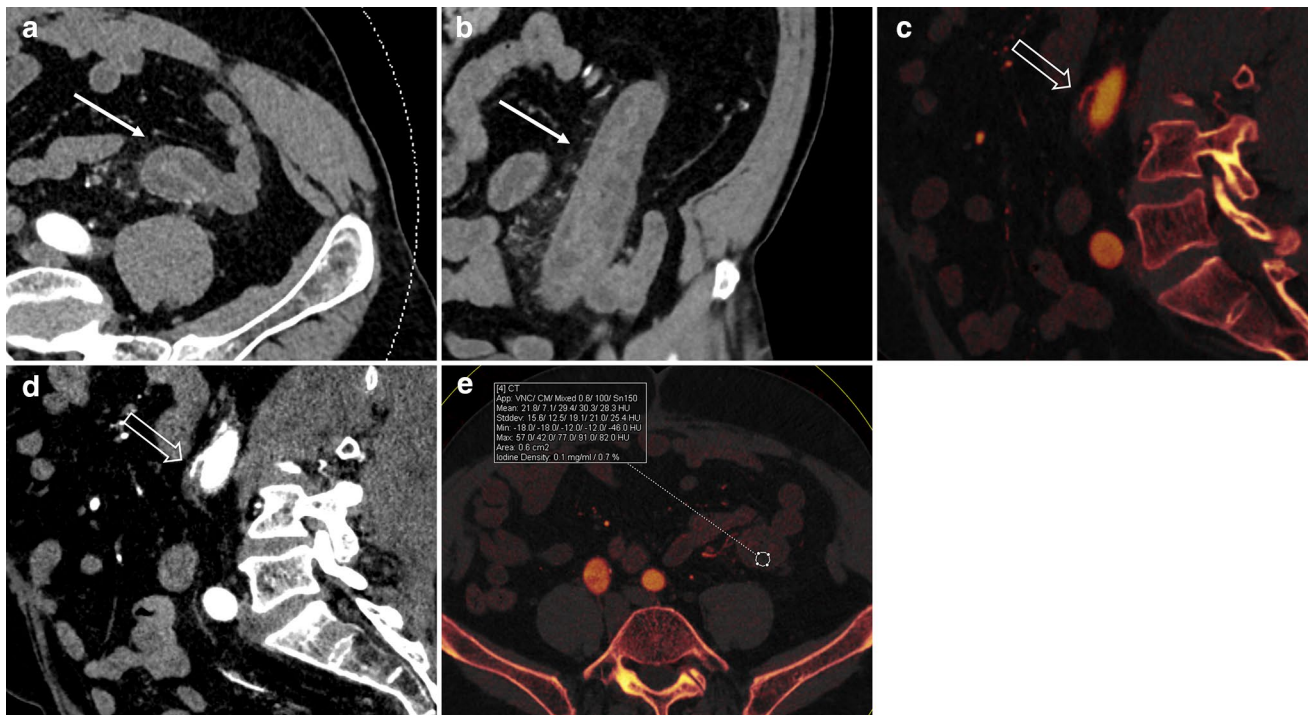 a
b
c
d
e
[4] CT
App: VNC/ CM/ Mixed 0.6/ 100/ Sn150
Mean: 21.8/ 7.1/ 29.4/ 30.3/ 28.3 HU
Stddev: 15.6/ 12.5/ 19.1/ 21.0/ 25.4 HU
Min: -18.0/ -18.0/ -12.0/ -12.0/ -46.0 HU
Max: 57.0/ 42.0/ 77.0/ 91.0/ 82.0 HU
Area: 0.6 cm2
Iodine Density: 0.1 mg/ml / 0.7 %